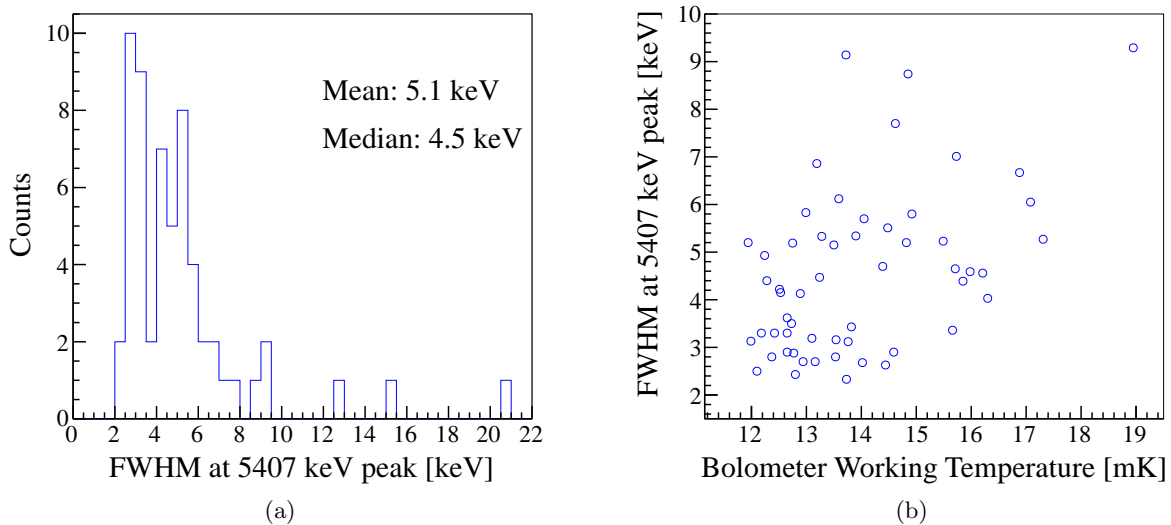 10
8
6
4
2
0
Counts
Mean: 5.1 keV
Median: 4.5 keV
0 2 4 6 8 10 12 14 16 18 20 22
FWHM at 5407 keV peak [keV]
(a)
10
9
8
7
6
5
4
3
2
FWHM at 5407 keV peak [keV]
12 13 14 15 16 17 18 19
Bolometer Working Temperature [mK]
(b)